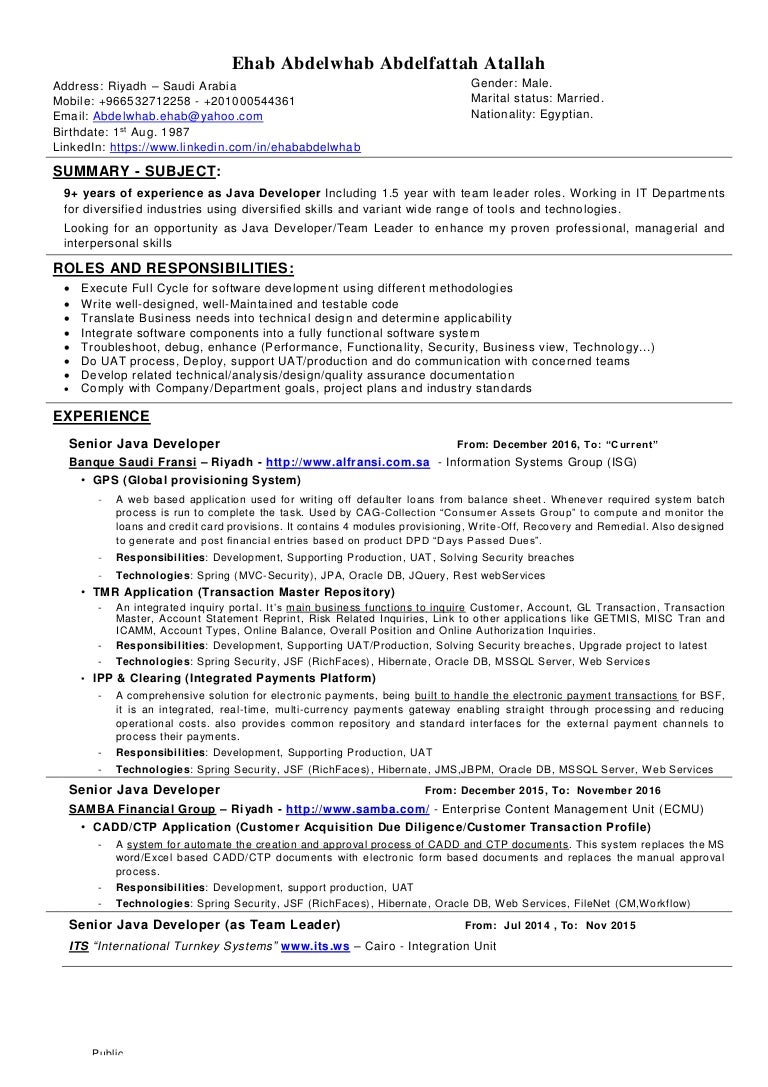 Ehab Abdelwhab Abdelfattah Atallah
Address: Riyadh – Saudi Arabia
Mobile: +966532712258 - +201000544361
Email: Abdelwhab.ehab@yahoo.com
Birthdate: 1st Aug. 1987
LinkedIn: https://www.linkedin.com/in/ehababdelwhab
Gender: Male.
Marital status: Married.
Nationality: Egyptian.
SUMMARY - SUBJECT:
9+ years of experience as Java Developer Including 1.5 year with team leader roles. Working in IT Departments
for diversified industries using diversified skills and variant wide range of tools and technologies.
Looking for an opportunity as Java Developer/Team Leader to enhance my proven professional, managerial and
interpersonal skills
ROLES AND RESPONSIBILITIES:
• Execute Full Cycle for software development using different methodologies
• Write well-designed, well-Maintained and testable code
• Translate Business needs into technical design and determine applicability
• Integrate software components into a fully functional software system
• Troubleshoot, debug, enhance (Performance, Functionality, Security, Business view, Technology…)
• Do UAT process, Deploy, support UAT/production and do communication with concerned teams
• Develop related technical/analysis/design/quality assurance documentation
• Comply with Company/Department goals, project plans and industry standards
EXPERIENCE
Senior Java Developer From: December 2016, To: “Current”
Banque Saudi Fransi – Riyadh - http://www.alfransi.com.sa - Information Systems Group (ISG)
• GPS (Global provisioning System)
- A web based application used for writing off defaulter loans from balance sheet. Whenever required system batch
process is run to complete the task. Used by CAG-Collection “Consumer Assets Group” to compute and monitor the
loans and credit card provisions. It contains 4 modules provisioning, Write-Off, Recovery and Remedial. Also designed
to generate and post financial entries based on product DPD “Days Passed Dues”.
- Responsibilities: Development, Supporting Production, UAT, Solving Security breaches
- Technologies: Spring (MVC-Security), JPA, Oracle DB, JQuery, Rest webServices
• TMR Application (Transaction Master Repository)
- An integrated inquiry portal. It’s main business functions to inquire Customer, Account, GL Transaction, Transaction
Master, Account Statement Reprint, Risk Related Inquiries, Link to other applications like GETMIS, MISC Tran and
ICAMM, Account Types, Online Balance, Overall Position and Online Authorization Inquiries.
- Responsibilities: Development, Supporting UAT/Production, Solving Security breaches, Upgrade project to latest
- Technologies: Spring Security, JSF (RichFaces), Hibernate, Oracle DB, MSSQL Server, Web Services
• IPP & Clearing (Integrated Payments Platform)
- A comprehensive solution for electronic payments, being built to handle the electronic payment transactions for BSF,
it is an integrated, real-time, multi-currency payments gateway enabling straight through processing and reducing
operational costs. also provides common repository and standard interfaces for the external payment channels to
process their payments.
- Responsibilities: Development, Supporting Production, UAT
- Technologies: Spring Security, JSF (RichFaces), Hibernate, JMS,JBPM, Oracle DB, MSSQL Server, Web Services
Senior Java Developer From: December 2015, To: November 2016
SAMBA Financial Group – Riyadh - http://www.samba.com/ - Enterprise Content Management Unit (ECMU)
• CADD/CTP Application (Customer Acquisition Due Diligence/Customer Transaction Profile)
- A system for automate the creation and approval process of CADD and CTP documents. This system replaces the MS
word/Excel based CADD/CTP documents with electronic form based documents and replaces the manual approval
process.
- Responsibilities: Development, support production, UAT
- Technologies: Spring Security, JSF (RichFaces), Hibernate, Oracle DB, Web Services, FileNet (CM,Workflow)
Senior Java Developer (as Team Leader) From: Jul 2014 , To: Nov 2015
ITS “International Turnkey Systems” www.its.ws – Cairo - Integration Unit
Public